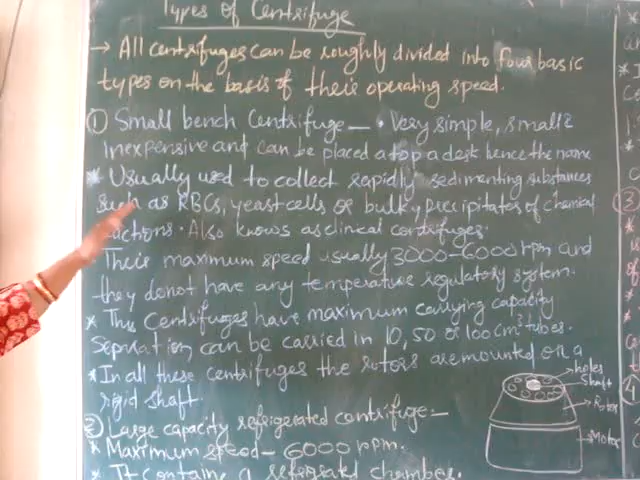 Types of Centrifuge
→ All centrifuges can be roughly divided into four basic
types on the basis of their operating speed.
① Small bench Centrifuge — • Very simple, small &
inexpensive and can be placed atop a desk hence the name
* Usually used to collect rapidly sedimenting substances
such as RBCs, yeast cells or bulky precipitates of chemical
actions. Also knows as clinical centrifuges.
Their maximum speed usually 3000-6000 rpm and
they donot have any temperature regulatory system.
* This Centrifuges have maximum carrying capacity
Separation can be carried in 10, 50 or 100 cm³ tubes.
* In all these centrifuges the rotors are mounted on a
rigid shaft.
② Large capacity refrigerated centrifuge :-
* Maximum speed - 6000 rpm.
* It contains a refrigerated chamber.
holes
Shaft
Rotor
Motor